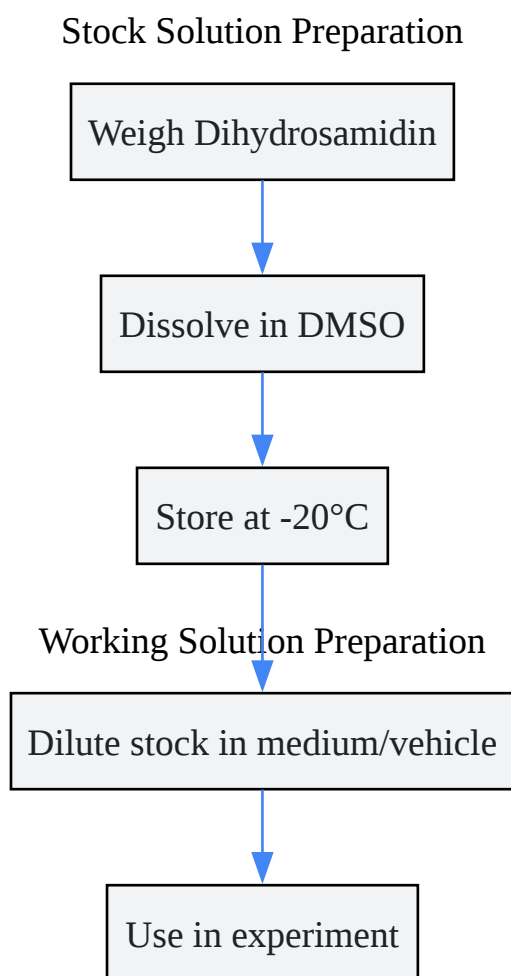 Stock Solution Preparation
Weigh Dihydrosamidin
Dissolve in DMSO
Store at -20°C
Working Solution Preparation
Dilute stock in medium/vehicle
Use in experiment